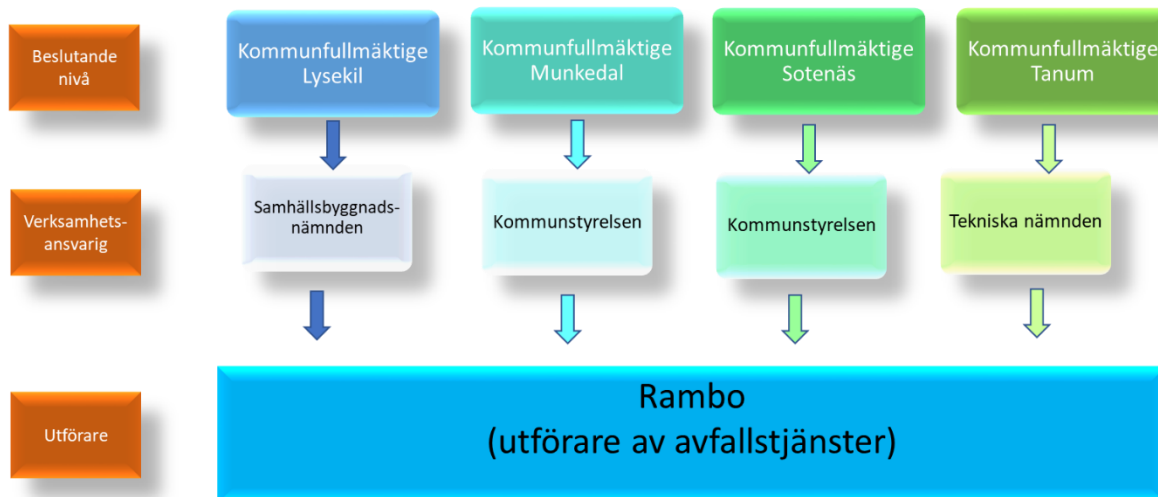 Beslutande
nivå
Kommunfullmäktige
Lysekil
Kommunfullmäktige
Munkedal
Kommunfullmäktige
Sotenäs
Kommunfullmäktige
Tanum
Verksamhets-
ansvarig
Samhällsbyggnads-
nämnden
Kommunstyrelsen
Kommunstyrelsen
Tekniska nämnden
Utförare
Rambo
(utförare av avfallstjänster)